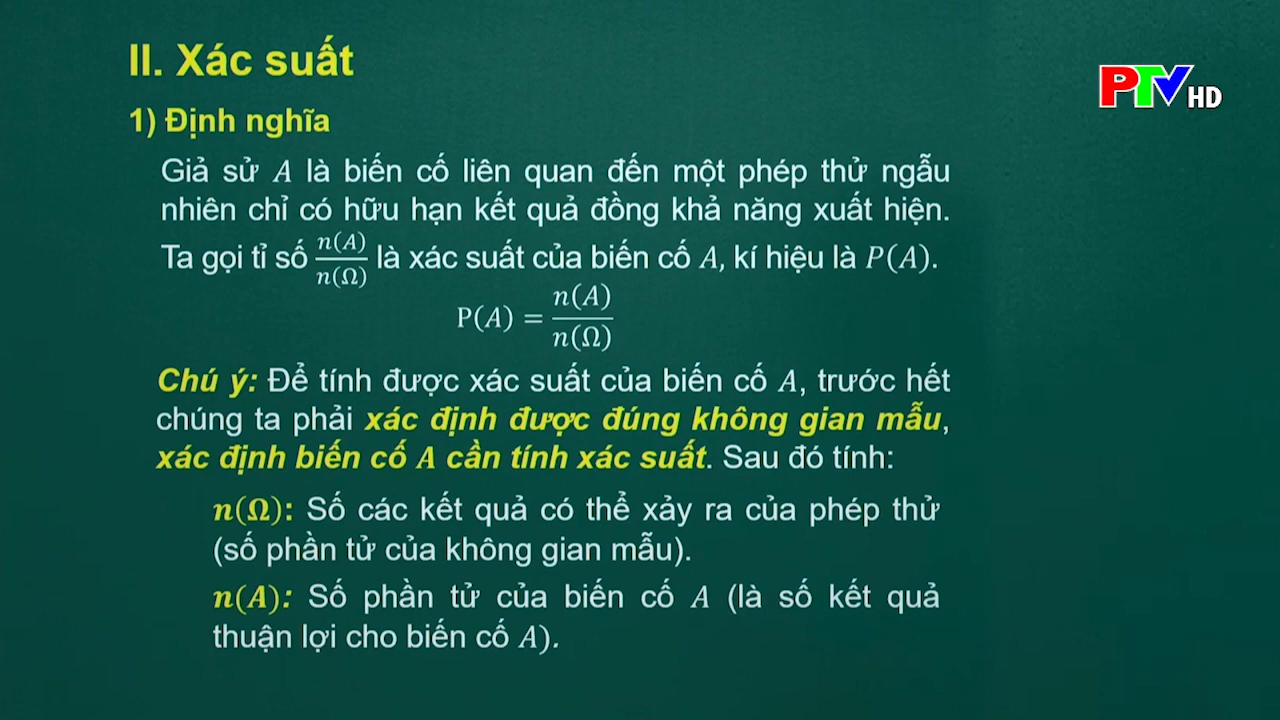 II. Xác suất
PTV HD
1) Định nghĩa
Giả sử A là biến cố liên quan đến một phép thử ngẫu
nhiên chỉ có hữu hạn kết quả đồng khả năng xuất hiện.
Ta gọi tỉ số n(A)/n(Ω) là xác suất của biến cố A, kí hiệu là P(A).
P(A) = n(A)/n(Ω)
Chú ý: Để tính được xác suất của biến cố A, trước hết
chúng ta phải xác định được đúng không gian mẫu,
xác định biến cố A cần tính xác suất. Sau đó tính:
n(Ω): Số các kết quả có thể xảy ra của phép thử
(số phần tử của không gian mẫu).
n(A): Số phần tử của biến cố A (là số kết quả
thuận lợi cho biến cố A).